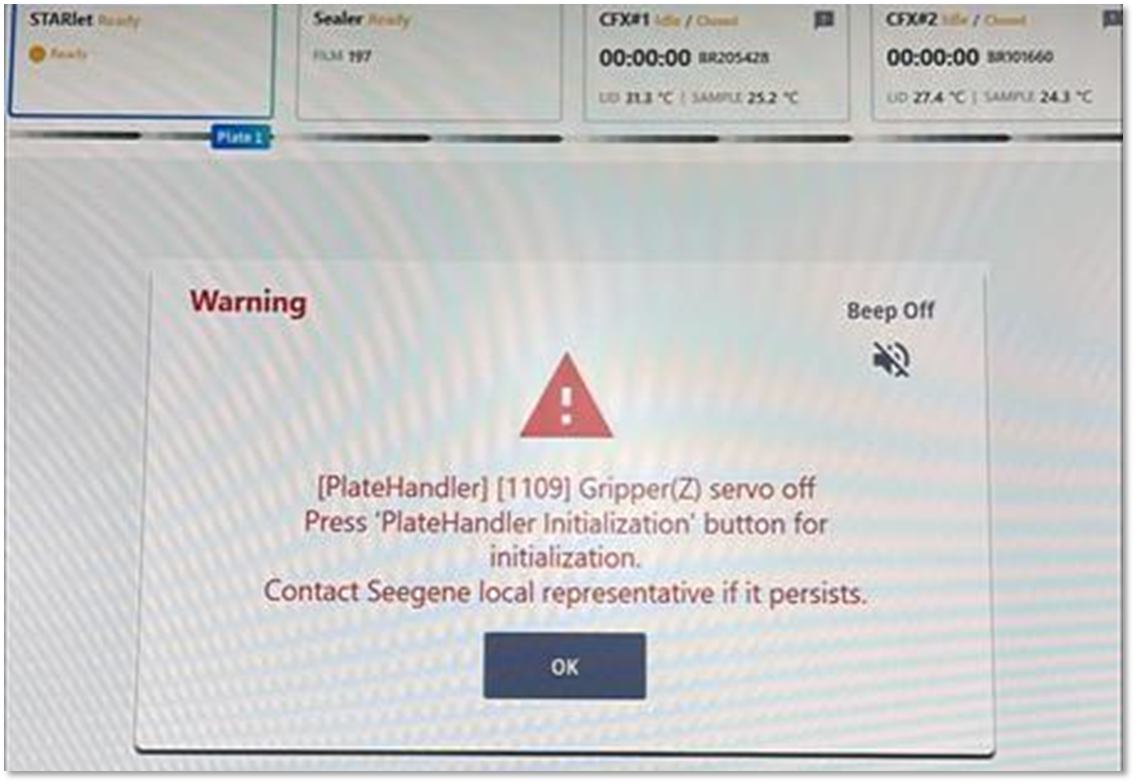 STARlet Ready
Ready
Plate 1
Sealer Ready
FILM 197
CFX#1 Idle / Closed
00:00:00 BR205428
LID 31.3 °C | SAMPLE 25.2 °C
CFX#2 Idle / Closed
00:00:00 BR101660
LID 27.4 °C | SAMPLE 24.3 °C
Warning
Beep Off
[PlateHandler] [1109] Gripper(Z) servo off
Press 'PlateHandler Initialization' button for
initialization.
Contact Seegene local representative if it persists.
OK